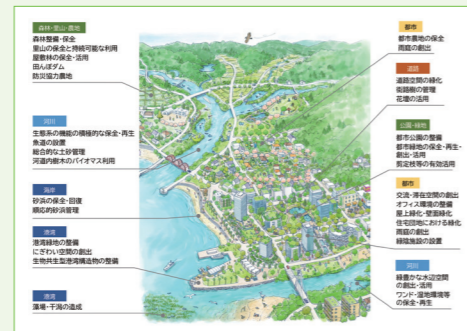 森林・里山・農地
森林整備・保全
里山の保全と持続可能な利用
屋敷林の保全・活用
田んぼダム
防災協力農地
河川
生態系の機能の積極的な保全・再生
魚道の設置
総合的な土砂管理
河道内樹木のバイオマス利用
海岸
砂浜の保全・回復
順応的砂浜管理
港湾
港湾緑地の整備
にぎわい空間の創出
生物共生型港湾構造物の整備
港湾
藻場・干潟の造成
都市
都市農地の保全
雨庭の創出
道路
道路空間の緑化
街路樹の管理
花壇の活用
公園・緑地
都市公園の整備
都市緑地の保全・再生・
創出・活用
剪定枝等の有効活用
都市
交流・滞在空間の創出
オフィス環境の整備
屋上緑化・壁面緑化
住宅団地における緑化
雨庭の創出
緑陰施設の設置
河川
緑豊かな水辺空間
の創出・活用
ワンド・湿地環境等
の保全・再生